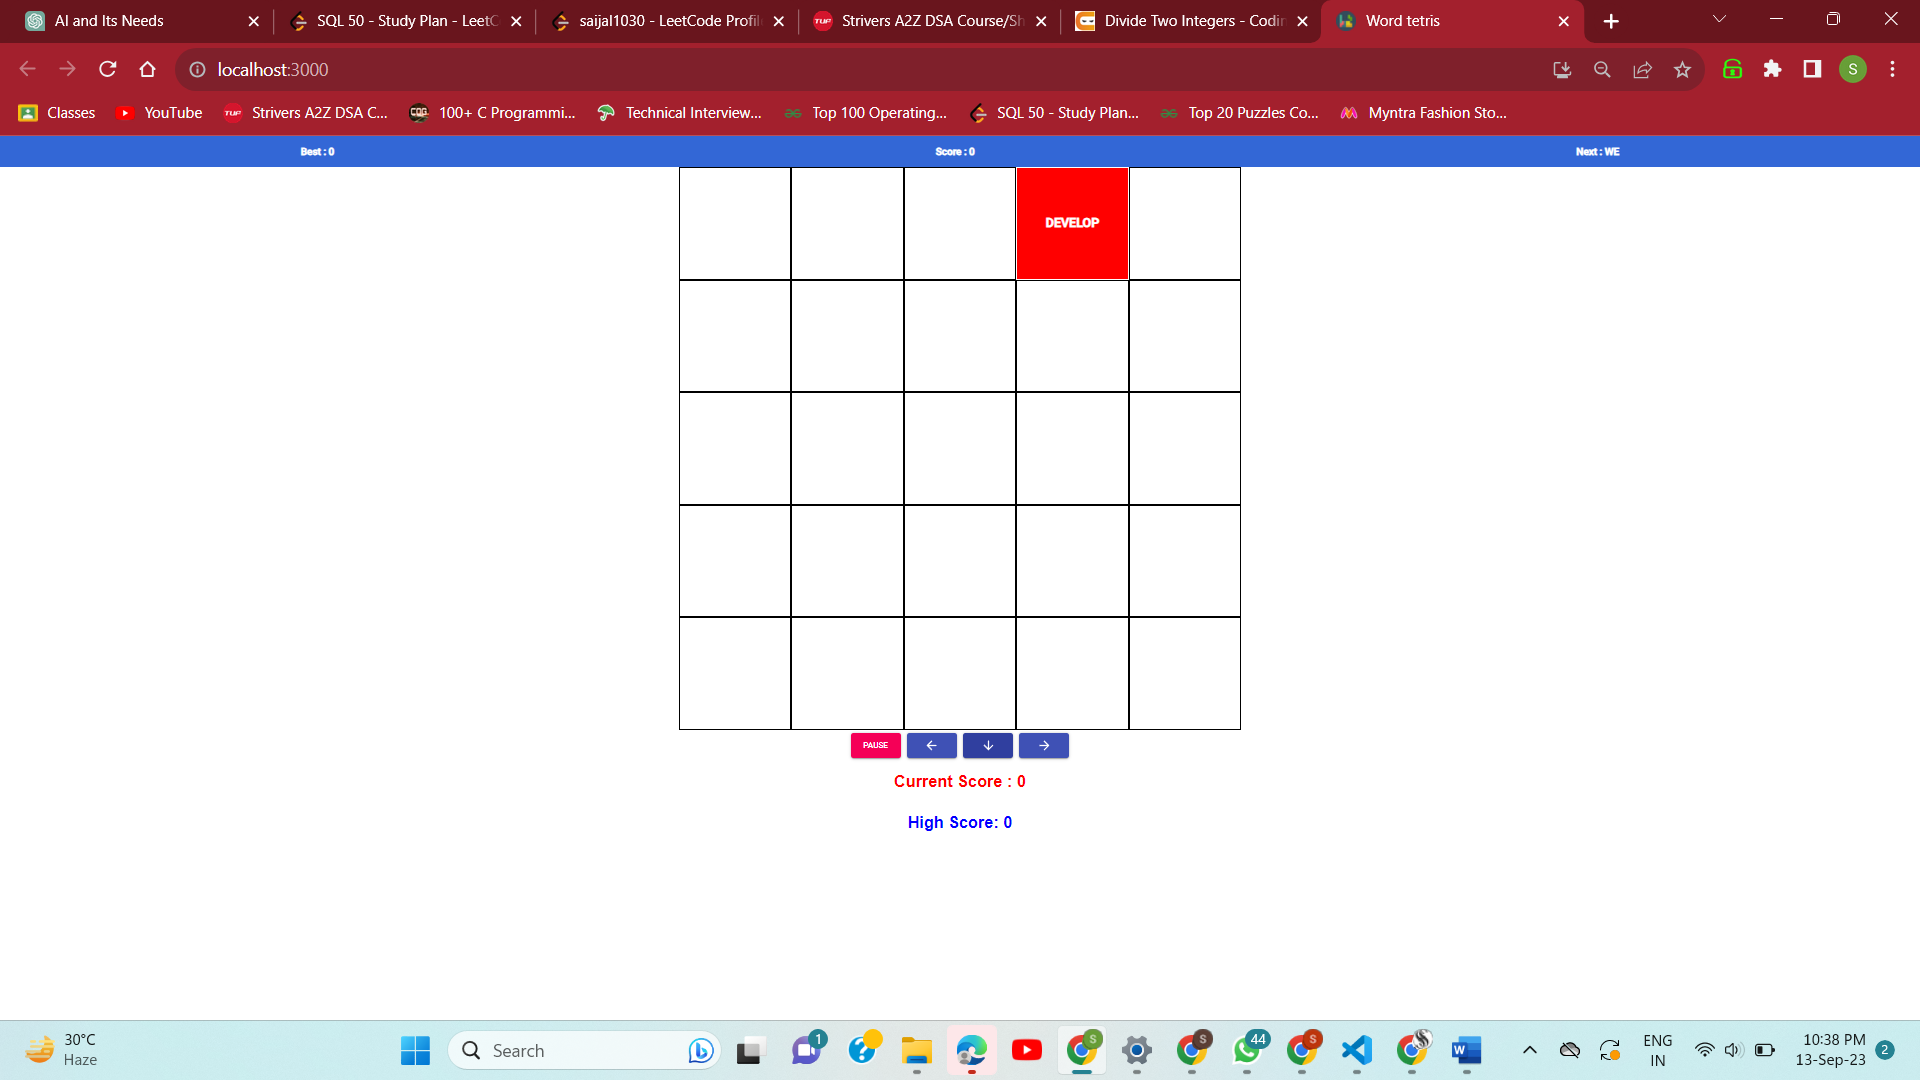 AI and Its Needs
SQL 50 - Study Plan - LeetC
saijal1030 - LeetCode Profil
TUF
Strivers A2Z DSA Course/Sh
Divide Two Integers - Codin
Word tetris
localhost:3000
S
Classes
YouTube
TUF
Strivers A2Z DSA C...
100+ C Programmi...
Technical Interview...
Top 100 Operating...
SQL 50 - Study Plan...
Top 20 Puzzles Co...
Myntra Fashion Sto...
Best : 0
Score : 0
Next : WE
DEVELOP
PAUSE
Current Score : 0
High Score: 0
30°C
Haze
Search
1
S
S
44
S
W
ENG
IN
10:38 PM
13-Sep-23
2